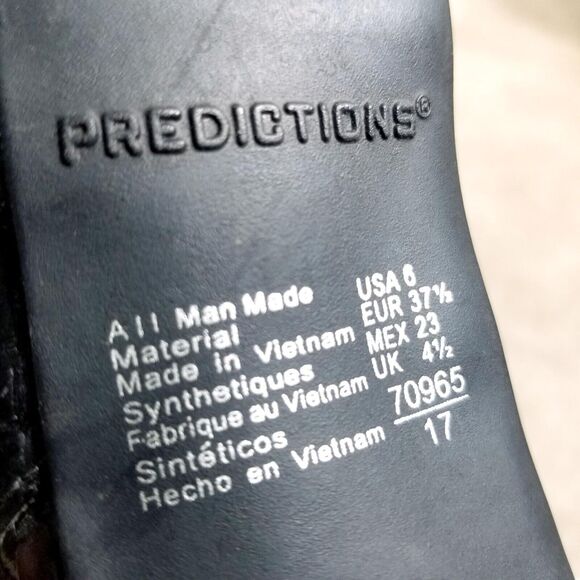 PREDICTIONS®
All Man Made
Material
Made in Vietnam
Synthetiques
Fabrique au Vietnam
Sintéticos
Hecho en Vietnam
USA 6
EUR 37½
MEX 23
UK 4½
70965
17